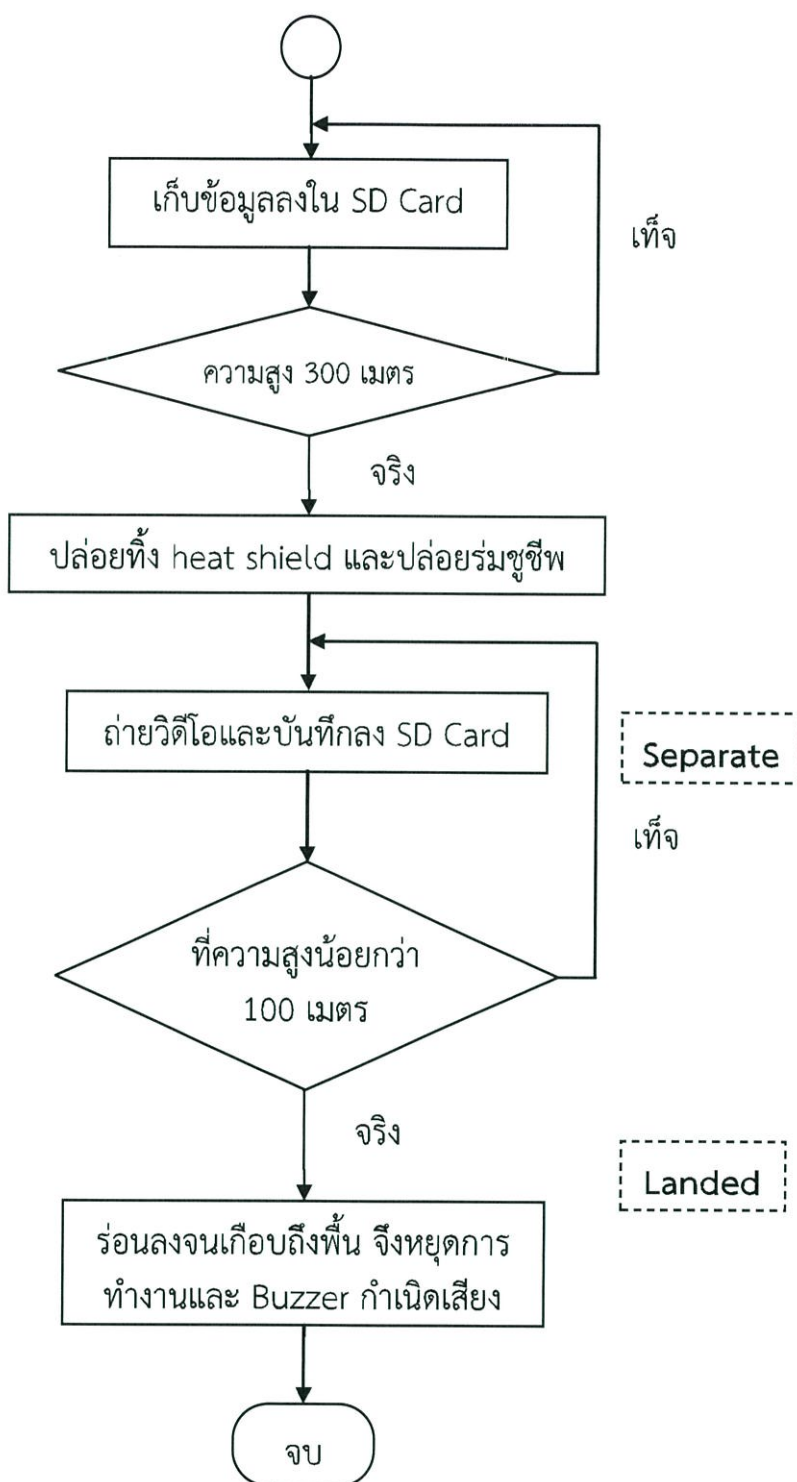 เก็บข้อมูลลงใน SD Card
เท็จ
ความสูง 300 เมตร
จริง
ปล่อยทิ้ง heat shield และปล่อยร่มชูชีพ
ถ่ายวิดีโอและบันทึกลง SD Card
Separate
เท็จ
ที่ความสูงน้อยกว่า
100 เมตร
จริง
Landed
ร่อนลงจนเกือบถึงพื้น จึงหยุดการ
ทำงานและ Buzzer กำเนิดเสียง
จบ